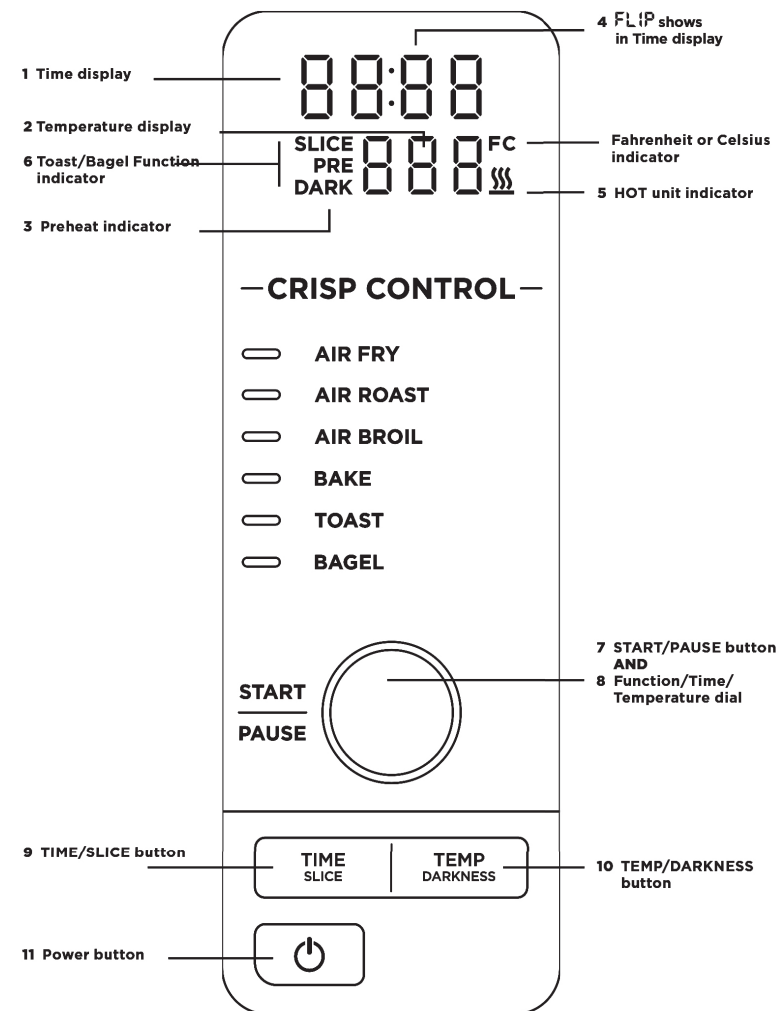 4 FLIP shows
in Time display
88:88
1 Time display
2 Temperature display
SLICE
PRE
DARK
888
FC
Fahrenheit or Celsius
indicator
6 Toast/Bagel Function
indicator
5 HOT unit indicator
3 Preheat indicator
CRISP CONTROL
AIR FRY
AIR ROAST
AIR BROIL
BAKE
TOAST
BAGEL
7 START/PAUSE button
AND
8 Function/Time/
Temperature dial
START
PAUSE
9 TIME/SLICE button
TIME
SLICE
TEMP
DARKNESS
10 TEMP/DARKNESS
button
11 Power button